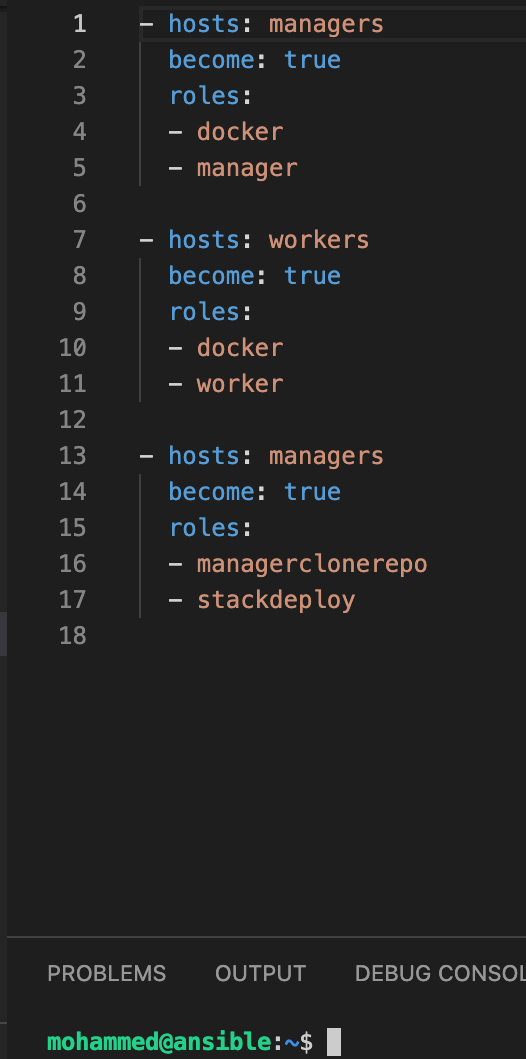 1 - hosts: managers
2 become: true
3 roles:
4 - docker
5 - manager
6
7 - hosts: workers
8 become: true
9 roles:
10 - docker
11 - worker
12
13 - hosts: managers
14 become: true
15 roles:
16 - managerclonerepo
17 - stackdeploy
18
PROBLEMS OUTPUT DEBUG CONSOL
mohammed@ansible:~$